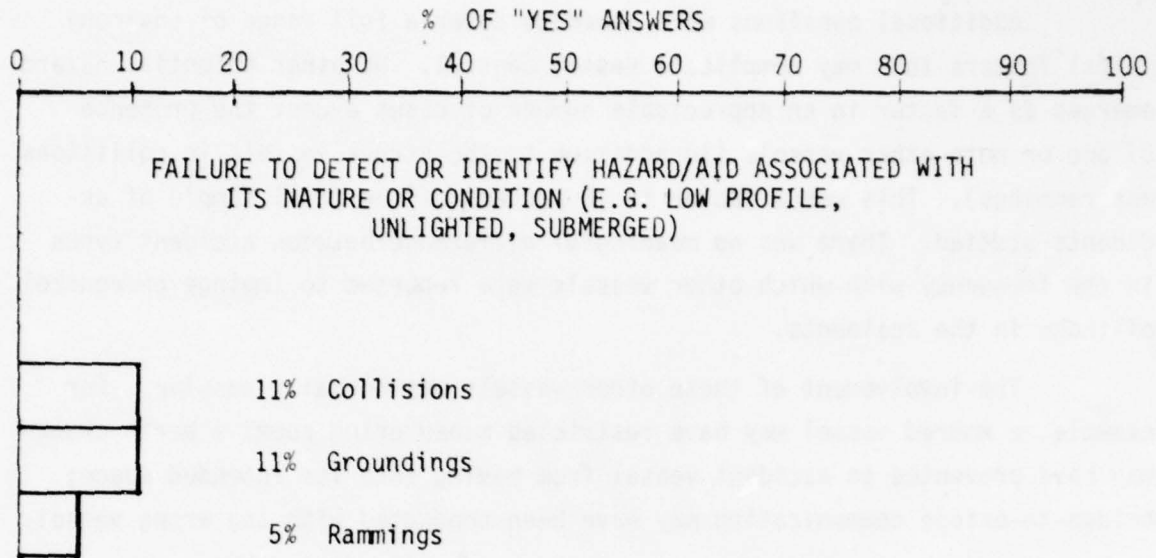 % OF "YES" ANSWERS
0 10 20 30 40 50 60 70 80 90 100
FAILURE TO DETECT OR IDENTIFY HAZARD/AID ASSOCIATED WITH
ITS NATURE OR CONDITION (E.G. LOW PROFILE,
UNLIGHTED, SUBMERGED)
11% Collisions
11% Groundings
5% Rammings